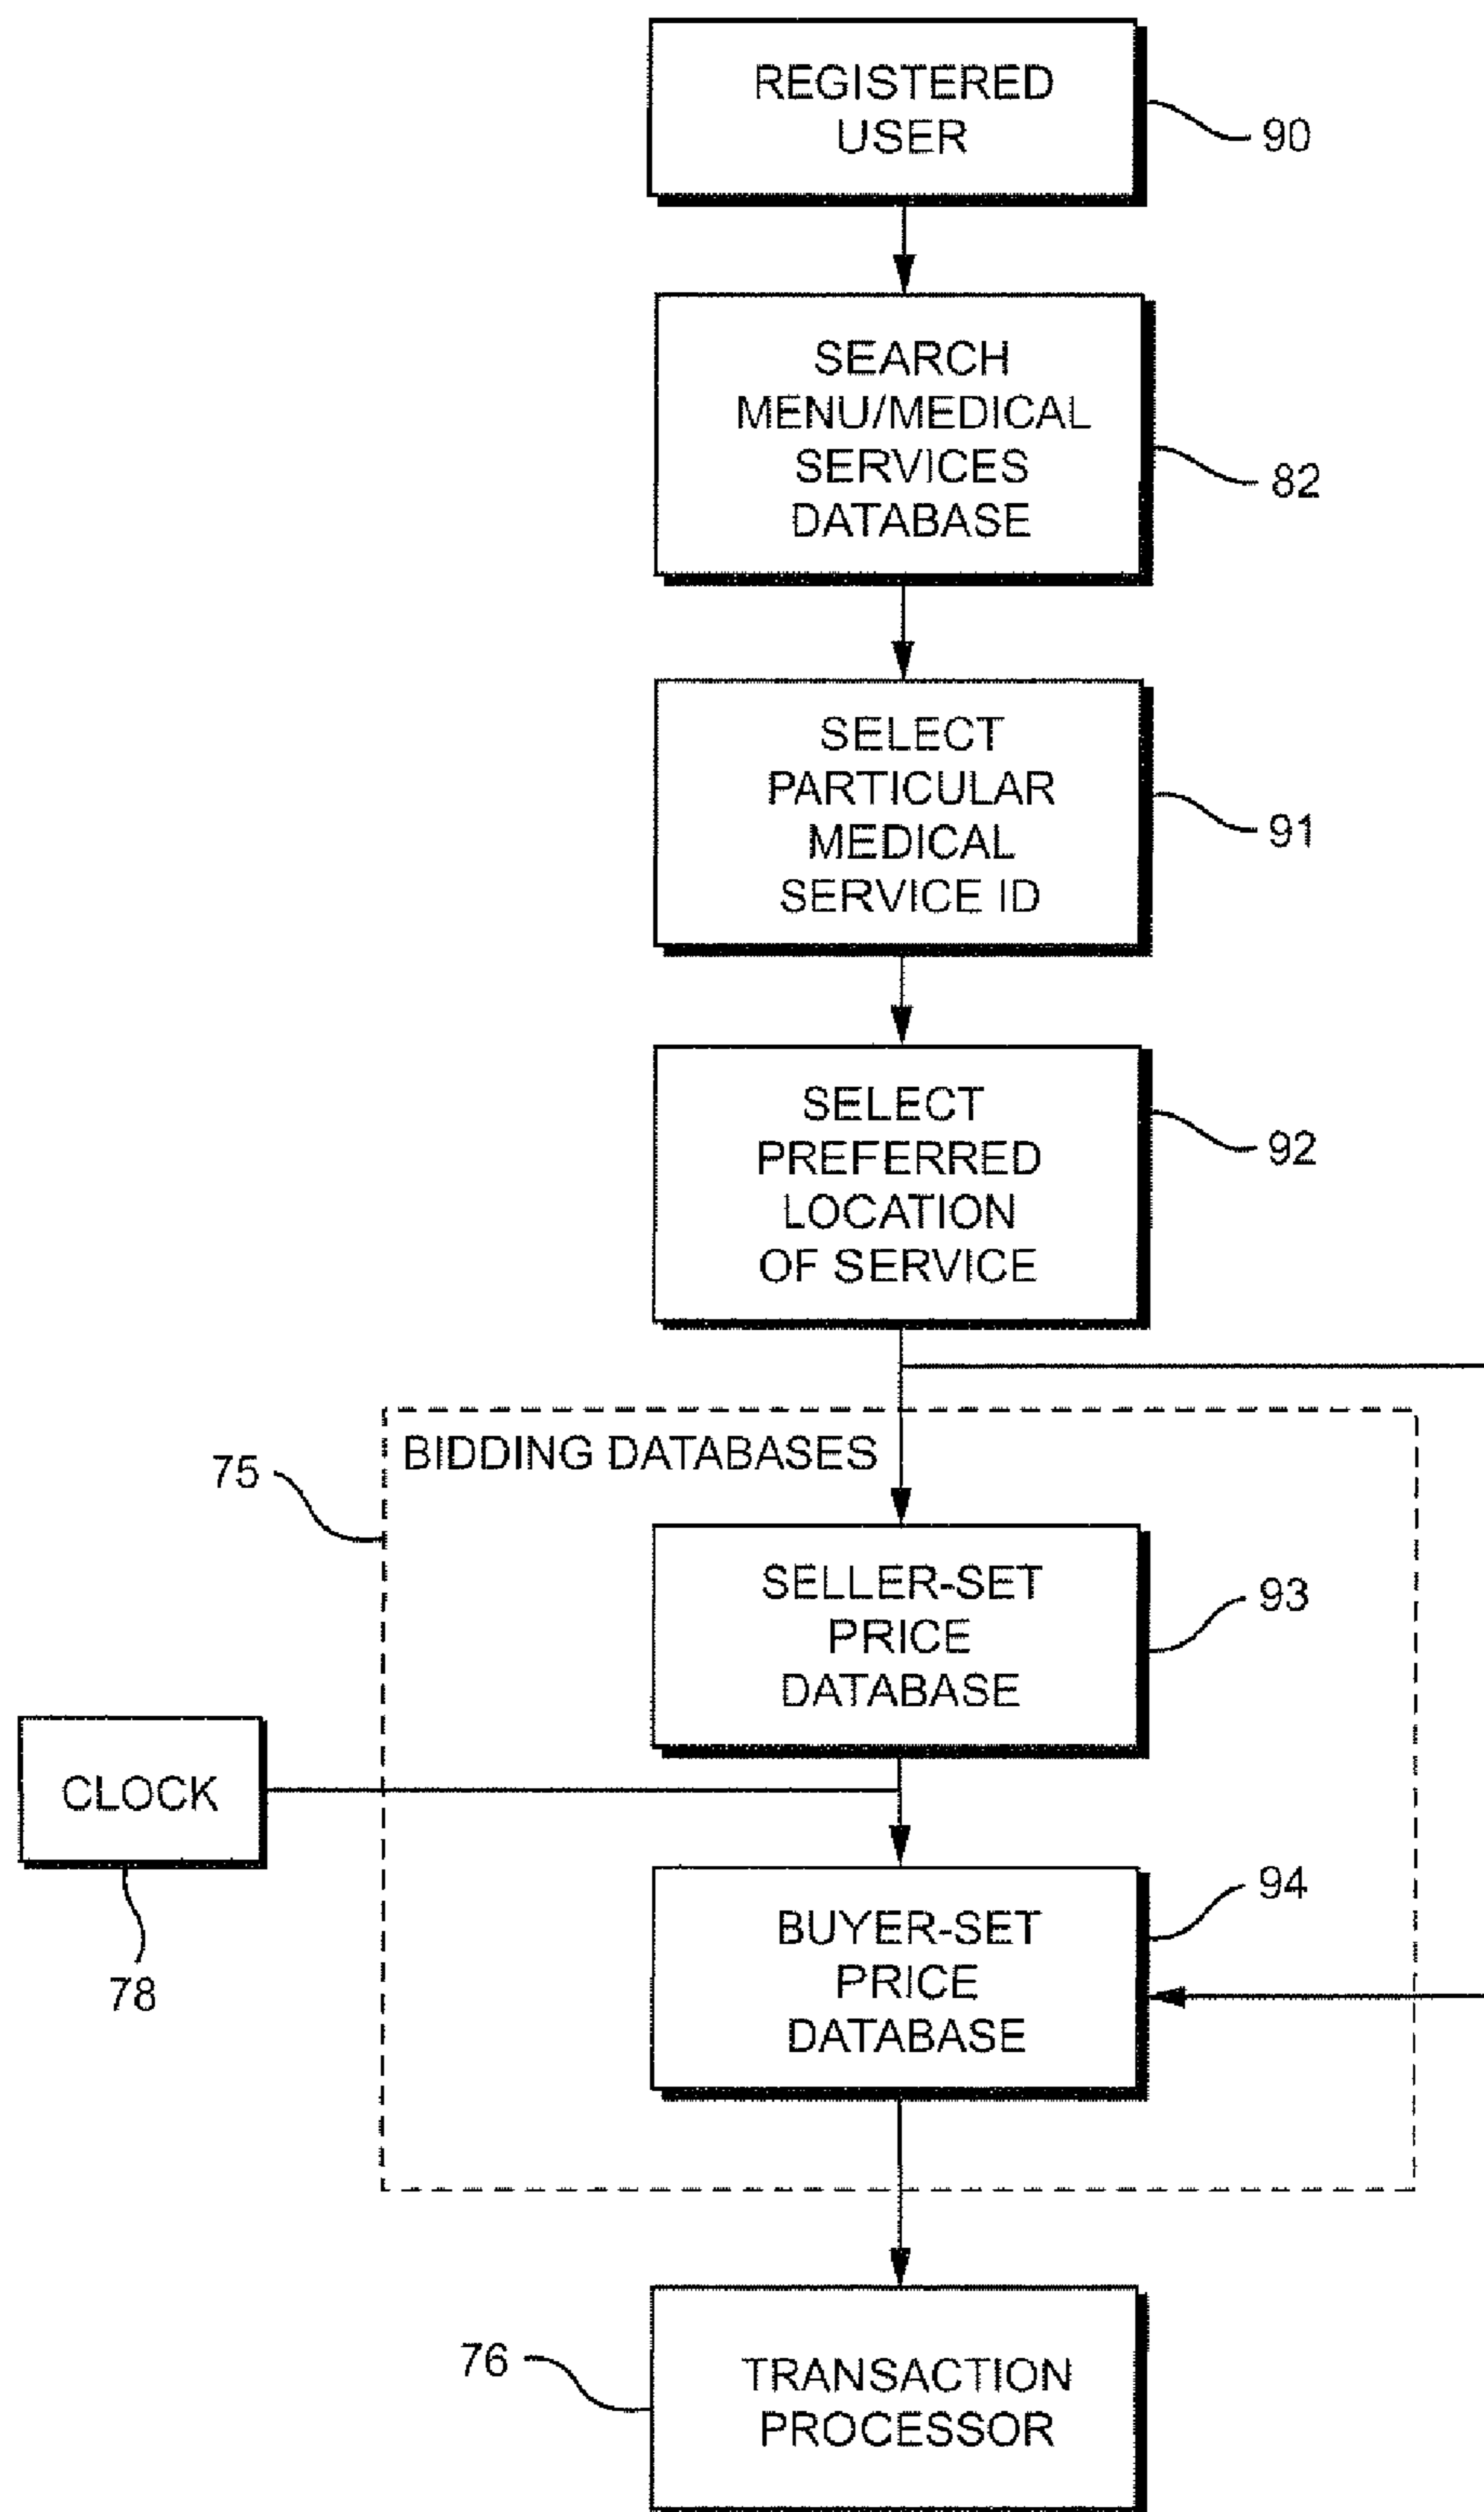 REGISTERED
USER
90
SEARCH
MENU/MEDICAL
SERVICES
DATABASE
82
SELECT
PARTICULAR
MEDICAL
SERVICE ID
91
SELECT
PREFERRED
LOCATION
OF SERVICE
92
75
BIDDING DATABASES
SELLER-SET
PRICE
DATABASE
93
CLOCK
78
BUYER-SET
PRICE
DATABASE
94
76
TRANSACTION
PROCESSOR